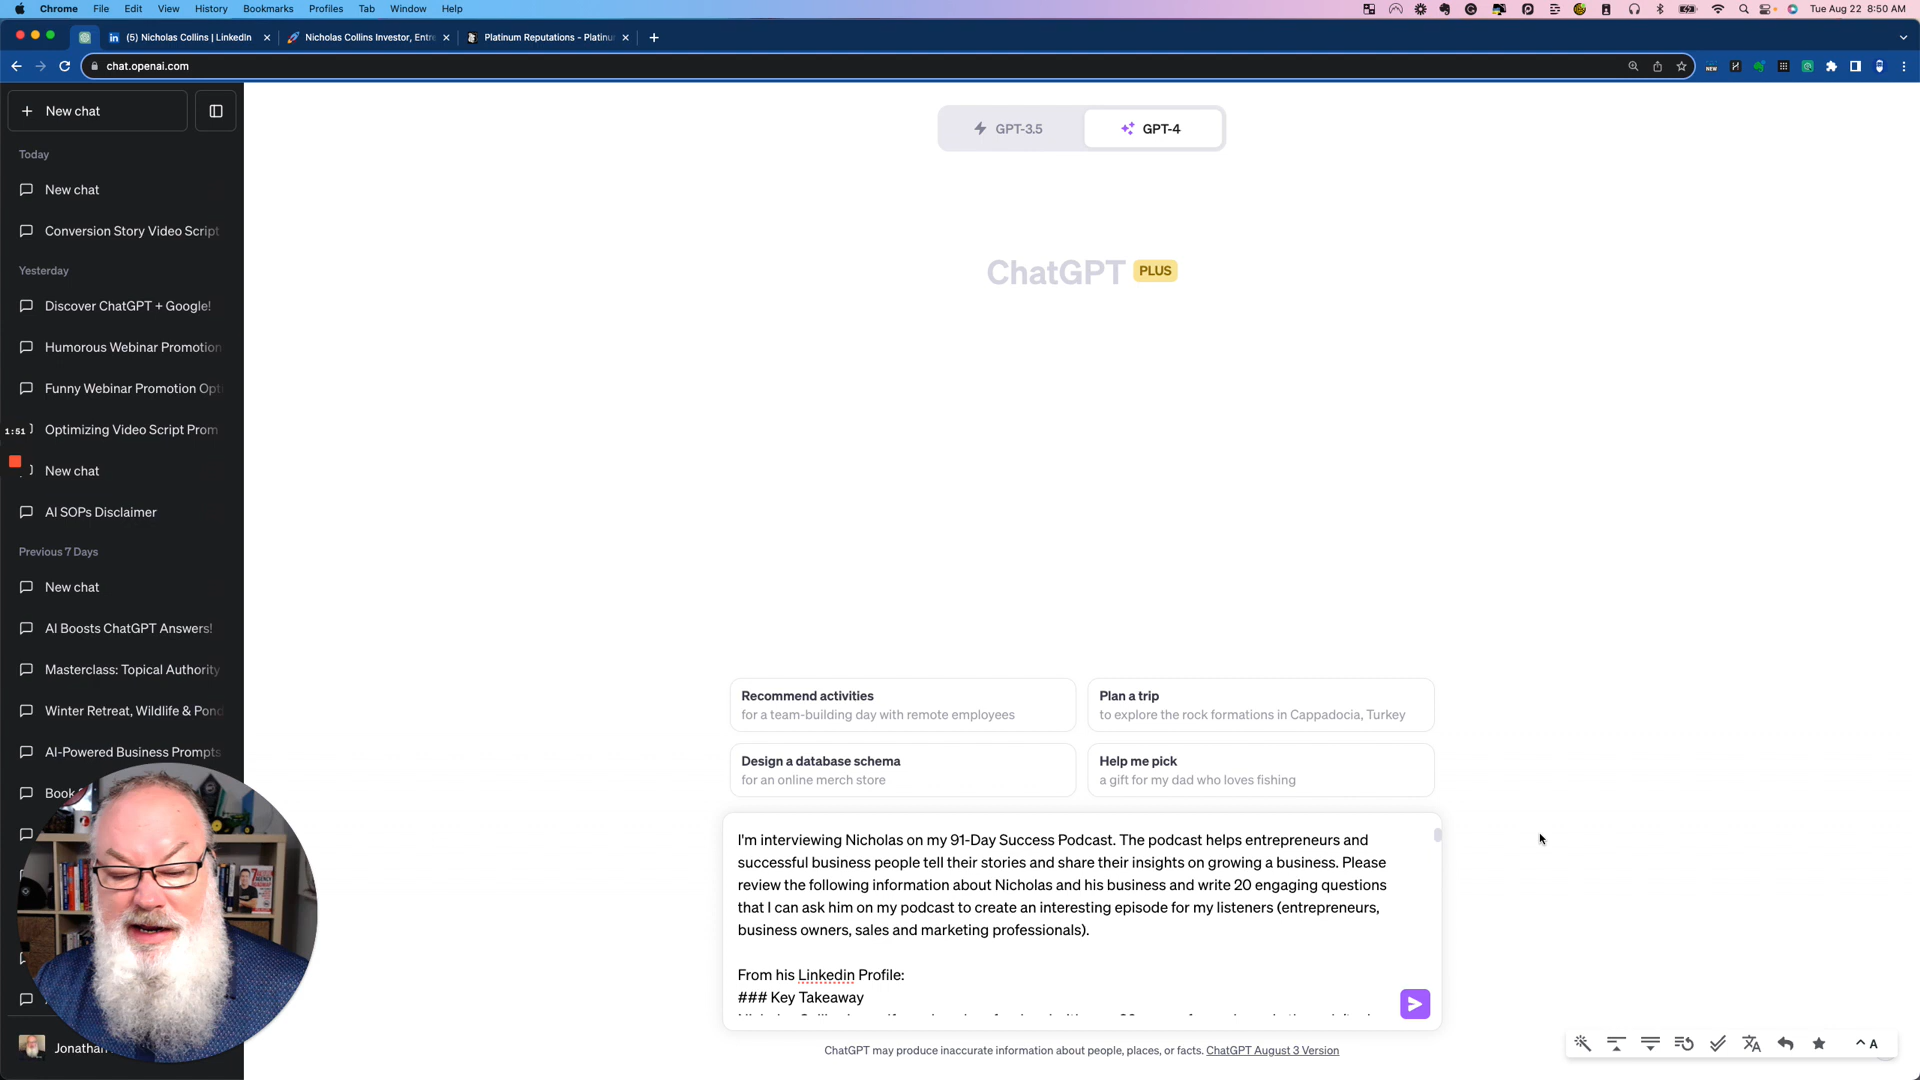 Chrome File Edit View History Bookmarks Profiles Tab Window Help
Tue Aug 22 8:50 AM
(5) Nicholas Collins | LinkedIn
Nicholas Collins Investor, Entre
Platinum Reputations - Platinu
chat.openai.com
NEW
New chat
Today
New chat
Conversion Story Video Script
Yesterday
Discover ChatGPT + Google!
Humorous Webinar Promotion
Funny Webinar Promotion Opt
1:51
Optimizing Video Script Prom
New chat
AI SOPs Disclaimer
Previous 7 Days
New chat
AI Boosts ChatGPT Answers!
Masterclass: Topical Authority
Winter Retreat, Wildlife & Pond
AI-Powered Business Prompts
Book
Jonathan
GPT-3.5
GPT-4
ChatGPT PLUS
Recommend activities
for a team-building day with remote employees
Plan a trip
to explore the rock formations in Cappadocia, Turkey
Design a database schema
for an online merch store
Help me pick
a gift for my dad who loves fishing
I'm interviewing Nicholas on my 91-Day Success Podcast. The podcast helps entrepreneurs and
successful business people tell their stories and share their insights on growing a business. Please
review the following information about Nicholas and his business and write 20 engaging questions
that I can ask him on my podcast to create an interesting episode for my listeners (entrepreneurs,
business owners, sales and marketing professionals).
From his Linkedin Profile:
### Key Takeaway
ChatGPT may produce inaccurate information about people, places, or facts. ChatGPT August 3 Version
A